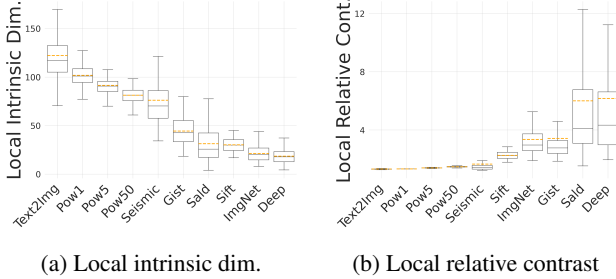 Local Intrinsic Dim.
150
100
50
0
Text2Img
Pow1
Pow5
Pow50
Seismic
Gist
Sald
Sift
ImgNet
Deep
(a) Local intrinsic dim.
Local Relative Cont.
12
8
4
Text2Img
Pow1
Pow5
Pow50
Seismic
Sift
ImgNet
Gist
Sald
Deep
(b) Local relative contrast